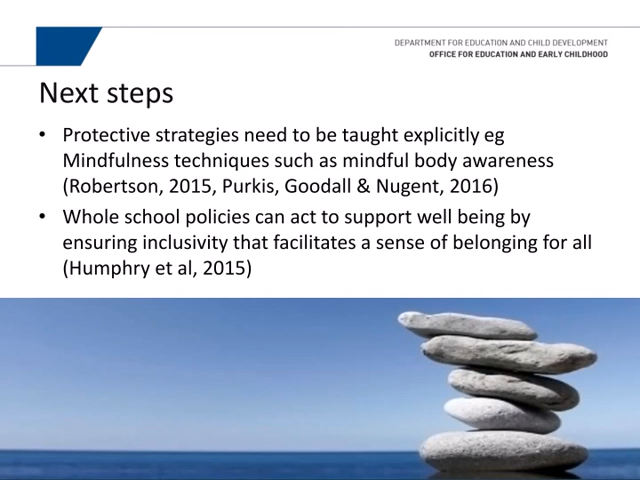 DEPARTMENT FOR EDUCATION AND CHILD DEVELOPMENT
OFFICE FOR EDUCATION AND EARLY CHILDHOOD
Next steps
• Protective strategies need to be taught explicitly eg
Mindfulness techniques such as mindful body awareness
(Robertson, 2015, Purkis, Goodall & Nugent, 2016)
• Whole school policies can act to support well being by
ensuring inclusivity that facilitates a sense of belonging for all
(Humphry et al, 2015)